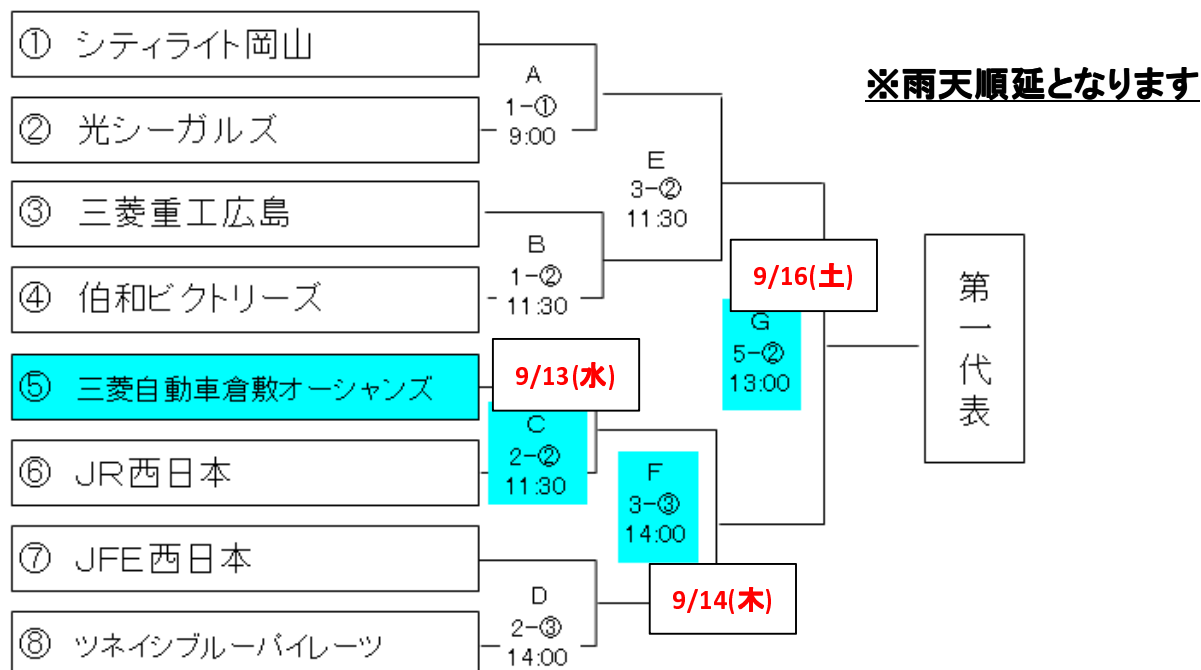 ① シティライト岡山
※雨天順延となります
A
1-①
9:00
② 光シーガルズ
E
3-②
11:30
③ 三菱重工広島
B
1-②
11:30
④ 伯和ビクトリーズ
9/16(土)
G
5-②
13:00
第一代表
⑤ 三菱自動車倉敷オーシャンズ
9/13(水)
C
2-②
11:30
⑥ JR西日本
F
3-③
14:00
⑦ JFE西日本
9/14(木)
D
2-③
14:00
⑧ ツネイシブルーパイレーツ